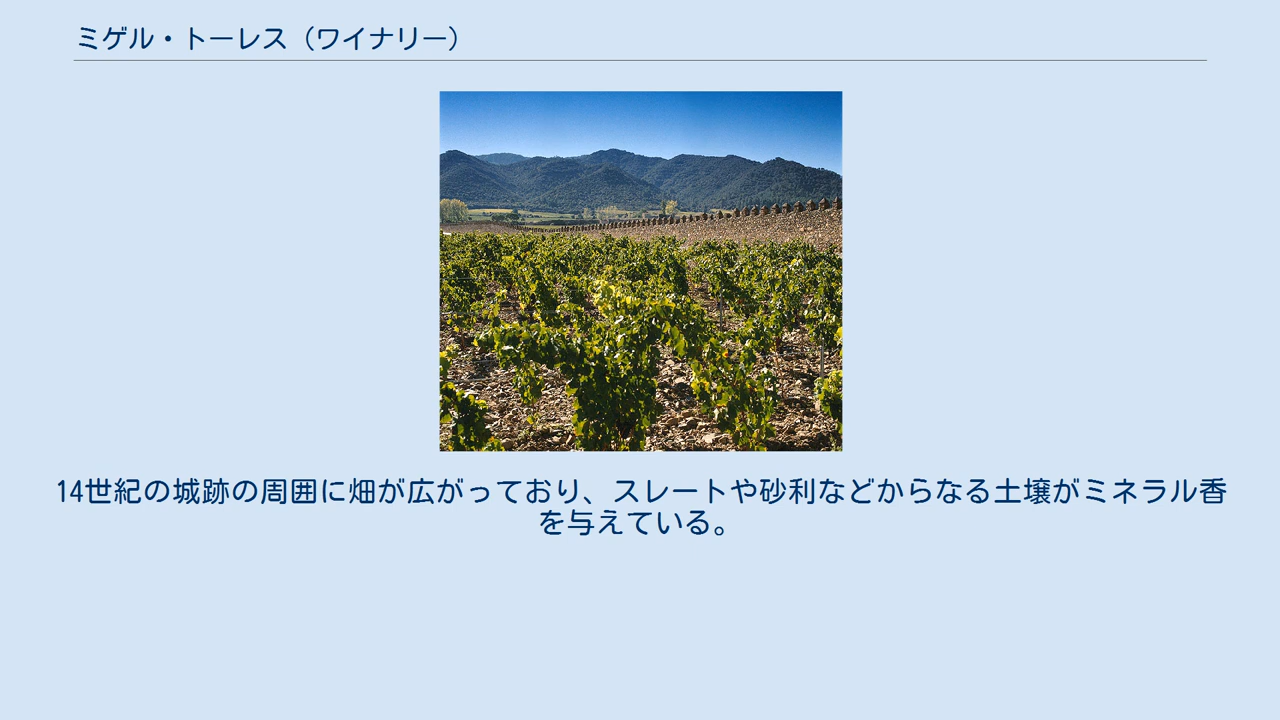 ミゲル・トーレス（ワイナリー）
14世紀の城跡の周囲に畑が広がっており、スレートや砂利などからなる土壌がミネラル香
を与えている。